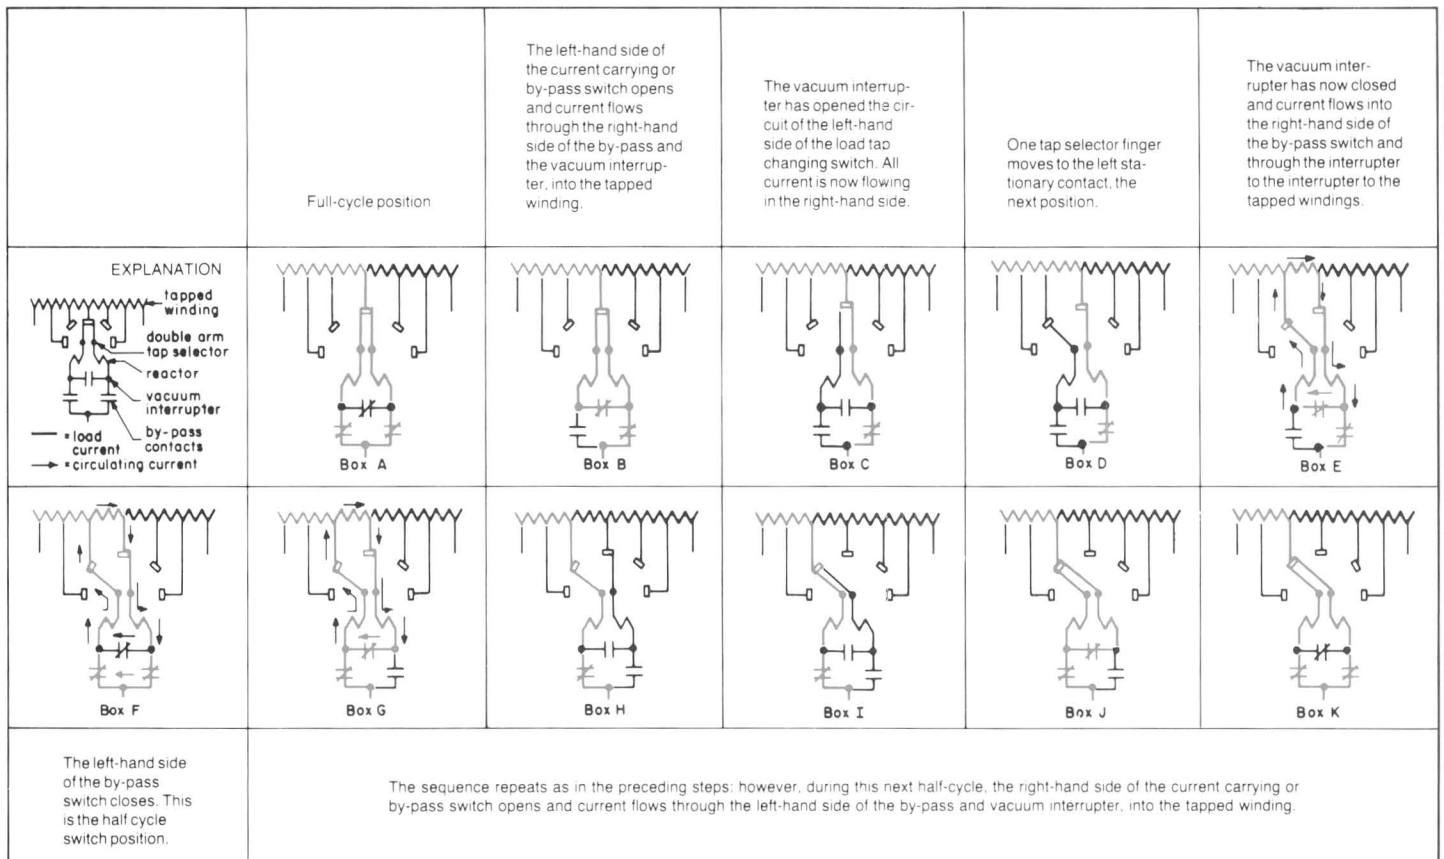 Full-cycle position
The left-hand side of
the current carrying or
by-pass switch opens
and current flows
through the right-hand
side of the by-pass and
the vacuum interrup-
ter, into the tapped
winding.
The vacuum interrup-
ter has opened the cir-
cuit of the left-hand
side of the load tap
changing switch. All
current is now flowing
in the right-hand side.
One tap selector finger
moves to the left sta-
tionary contact, the
next position.
The vacuum inter-
rupter has now closed
and current flows into
the right-hand side of
the by-pass switch and
through the interrupter
to the interrupter to the
tapped windings.
EXPLANATION
tapped
winding
double arm
tap selector
reactor
vacuum
interrupter
by-pass
contacts
= load
current
= circulating current
Box A
Box B
Box C
Box D
Box E
Box F
Box G
Box H
Box I
Box J
Box K
The left-hand side
of the by-pass
switch closes. This
is the half cycle
switch position.
The sequence repeats as in the preceding steps: however, during this next half-cycle, the right-hand side of the current carrying or
by-pass switch opens and current flows through the left-hand side of the by-pass and vacuum interrupter, into the tapped winding.